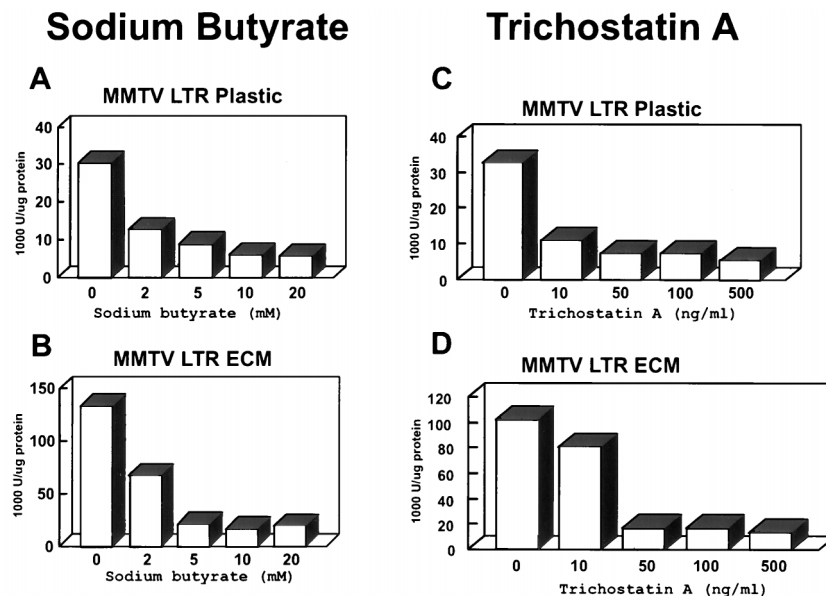 Sodium Butyrate
A
MMTV LTR Plastic
1000 U/ug protein
40
30
20
10
0
0 2 5 10 20
Sodium butyrate (mM)
B
MMTV LTR ECM
1000 U/ug protein
150
100
50
0
0 2 5 10 20
Sodium butyrate (mM)
Trichostatin A
C
MMTV LTR Plastic
1000 U/ug protein
40
30
20
10
0
0 10 50 100 500
Trichostatin A (ng/ml)
D
MMTV LTR ECM
1000 U/ug protein
120
100
80
60
40
20
0
0 10 50 100 500
Trichostatin A (ng/ml)